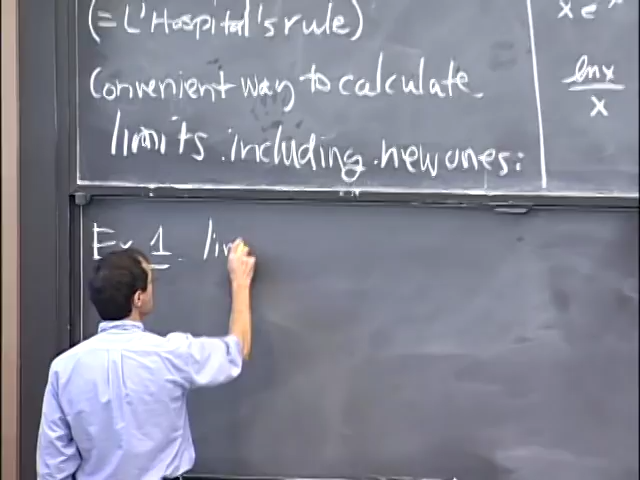 (= L'Hospital's rule)
Convenient way to calculate
limits including new ones:
ln x
x
Ex 1. lim